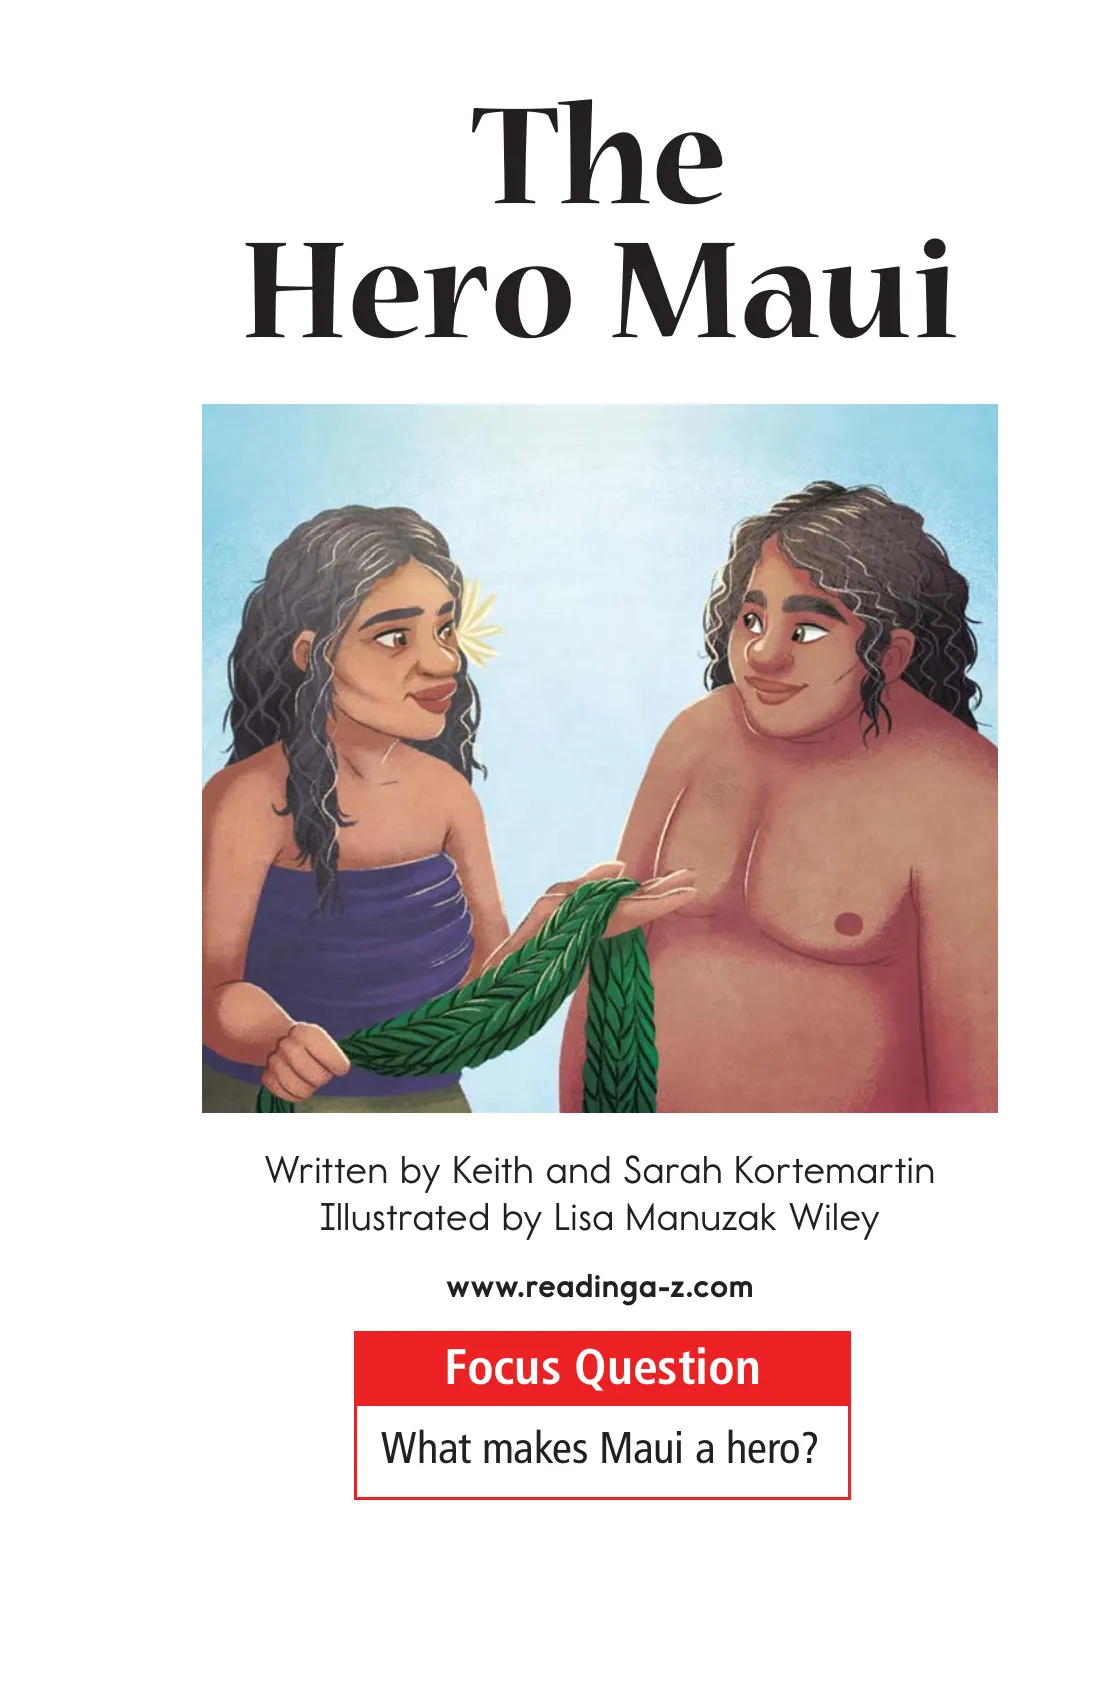 The
Hero Maui
Written by Keith and Sarah Kortemartin
Illustrated by Lisa Manuzak Wiley
www.readinga-z.com
Focus Question
What makes Maui a hero?